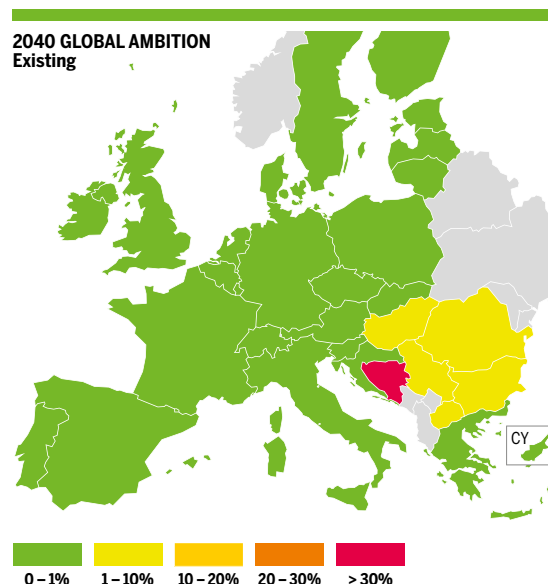 2040 GLOBAL AMBITION
Existing
CY
0 – 1% 1 – 10% 10 – 20% 20 – 30% > 30%